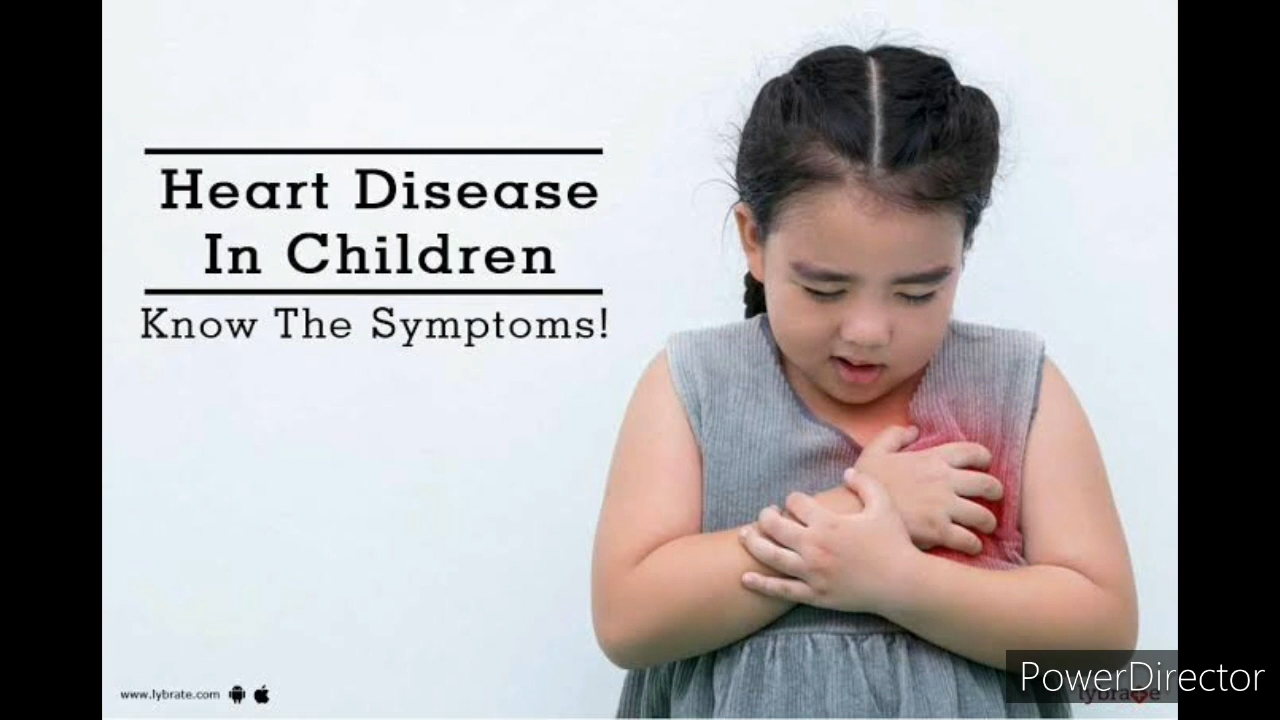 Heart Disease
In Children
Know The Symptoms!
www.lybrate.com
PowerDirector